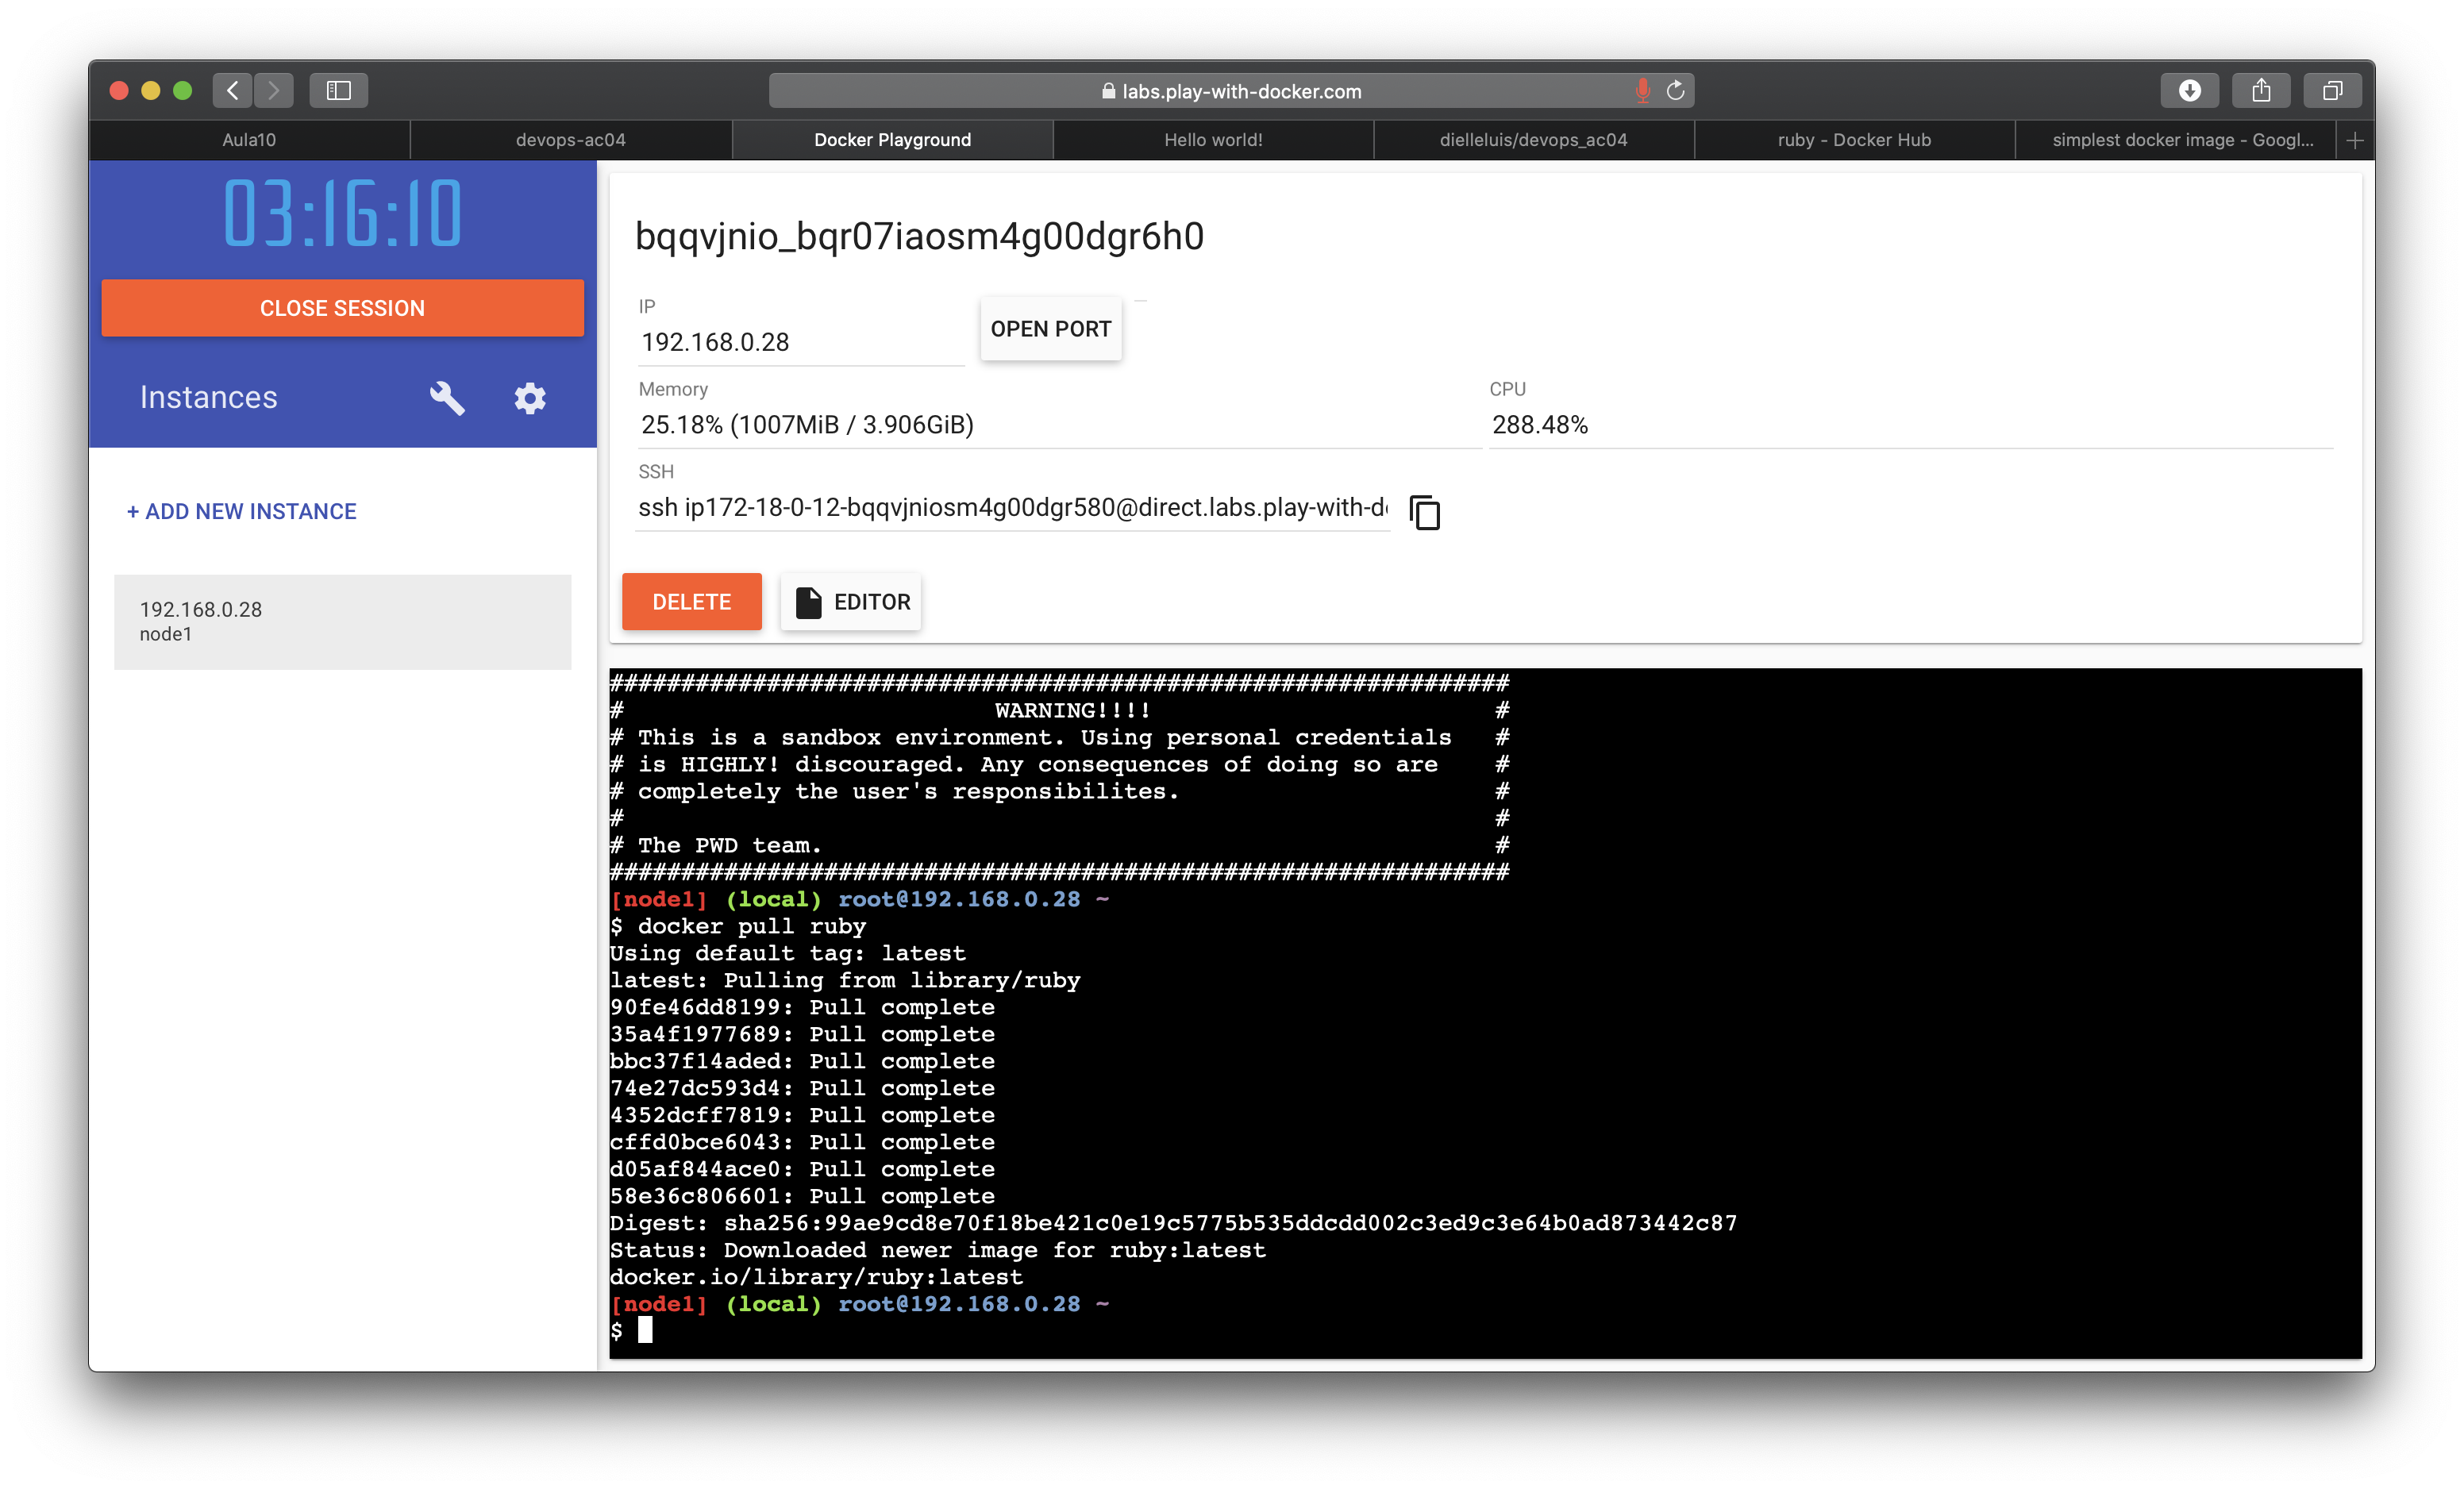 labs.play-with-docker.com
Aula10
devops-ac04
Docker Playground
Hello world!
dielleluis/devops_ac04
ruby - Docker Hub
simplest docker image - Googl...
03:16:10
CLOSE SESSION
Instances
+ ADD NEW INSTANCE
192.168.0.28
node1
bqqvjnio_bqr07iaosm4g00dgr6h0
IP
192.168.0.28
OPEN PORT
Memory
25.18% (1007MiB / 3.906GiB)
CPU
288.48%
SSH
ssh ip172-18-0-12-bqqvjniosm4g00dgr580@direct.labs.play-with-d
DELETE
EDITOR
###############################################################
# WARNING!!!! #
# This is a sandbox environment. Using personal credentials #
# is HIGHLY! discouraged. Any consequences of doing so are #
# completely the user's responsibilites. #
# #
# The PWD team. #
###############################################################
[node1] (local) root@192.168.0.28 ~
$ docker pull ruby
Using default tag: latest
latest: Pulling from library/ruby
90fe46dd8199: Pull complete
35a4f1977689: Pull complete
bbc37f14aded: Pull complete
74e27dc593d4: Pull complete
4352dcff7819: Pull complete
cffd0bce6043: Pull complete
d05af844ace0: Pull complete
58e36c806601: Pull complete
Digest: sha256:99ae9cd8e70f18be421c0e19c5775b535ddcdd002c3ed9c3e64b0ad873442c87
Status: Downloaded newer image for ruby:latest
docker.io/library/ruby:latest
[node1] (local) root@192.168.0.28 ~
$